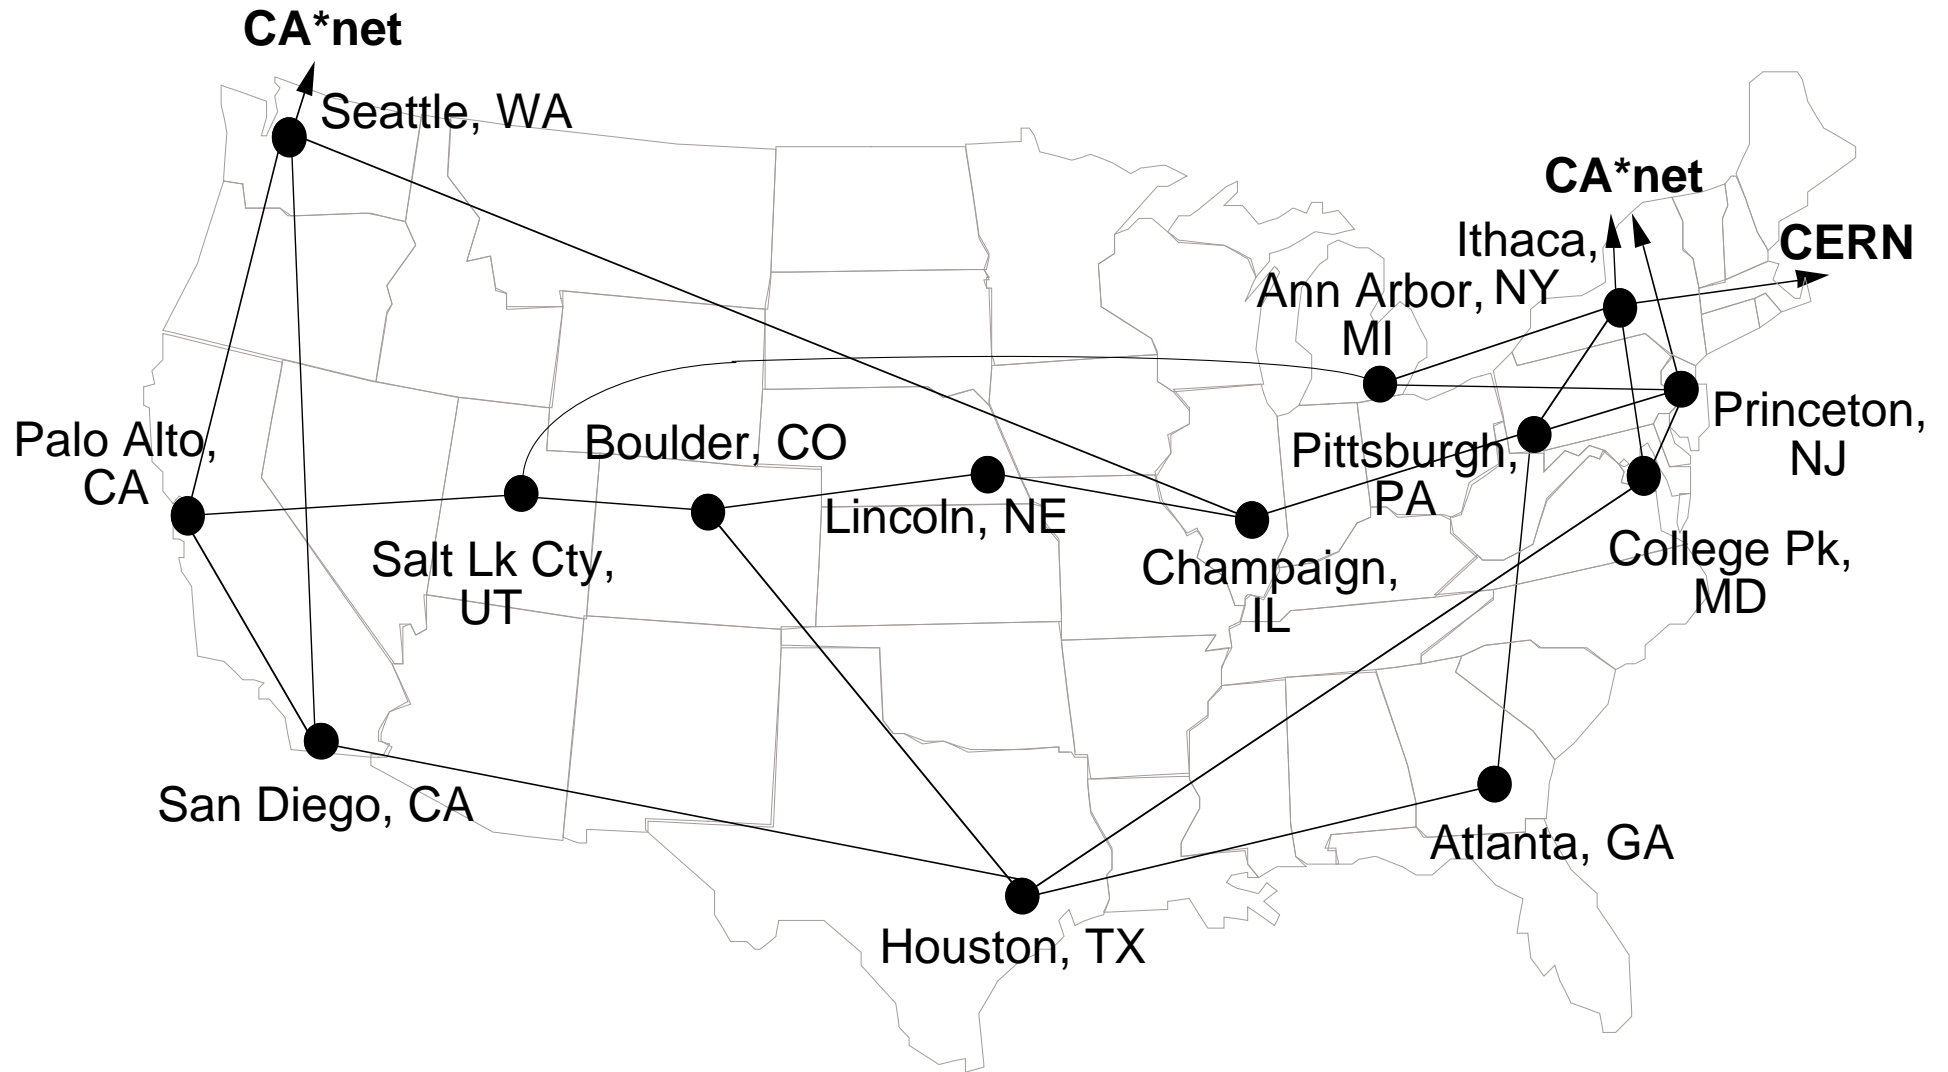 CA*net
Seattle, WA
CA*net
Ithaca,
NY
CERN
Ann Arbor,
MI
Palo Alto,
CA
Boulder, CO
Pittsburgh,
PA
Princeton,
NJ
Lincoln, NE
Salt Lk Cty,
UT
Champaign,
IL
College Pk,
MD
San Diego, CA
Atlanta, GA
Houston, TX